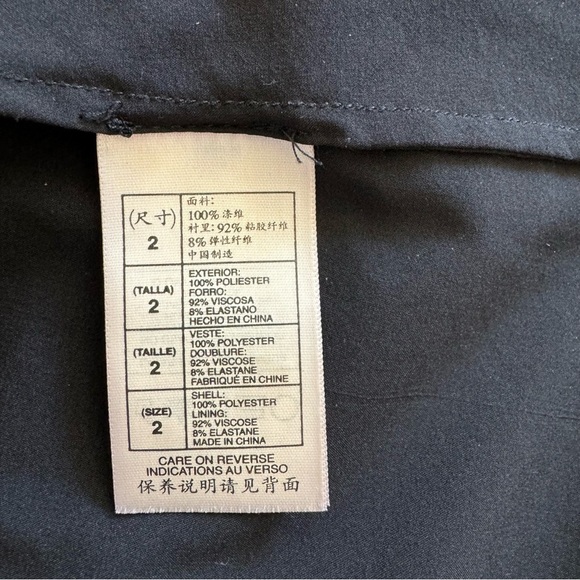 (尺寸)
2
面料:
100% 涤维
衬里: 92% 粘胶纤维
8% 弹性纤维
中国制造
(TALLA)
2
EXTERIOR:
100% POLIESTER
FORRO:
92% VISCOSA
8% ELASTANO
HECHO EN CHINA
(TAILLE)
2
VESTE:
100% POLYESTER
DOUBLURE:
92% VISCOSE
8% ELASTANE
FABRIQUÉ EN CHINE
(SIZE)
2
SHELL:
100% POLYESTER
LINING:
92% VISCOSE
8% ELASTANE
MADE IN CHINA
CARE ON REVERSE
INDICATIONS AU VERSO
保养说明请见背面